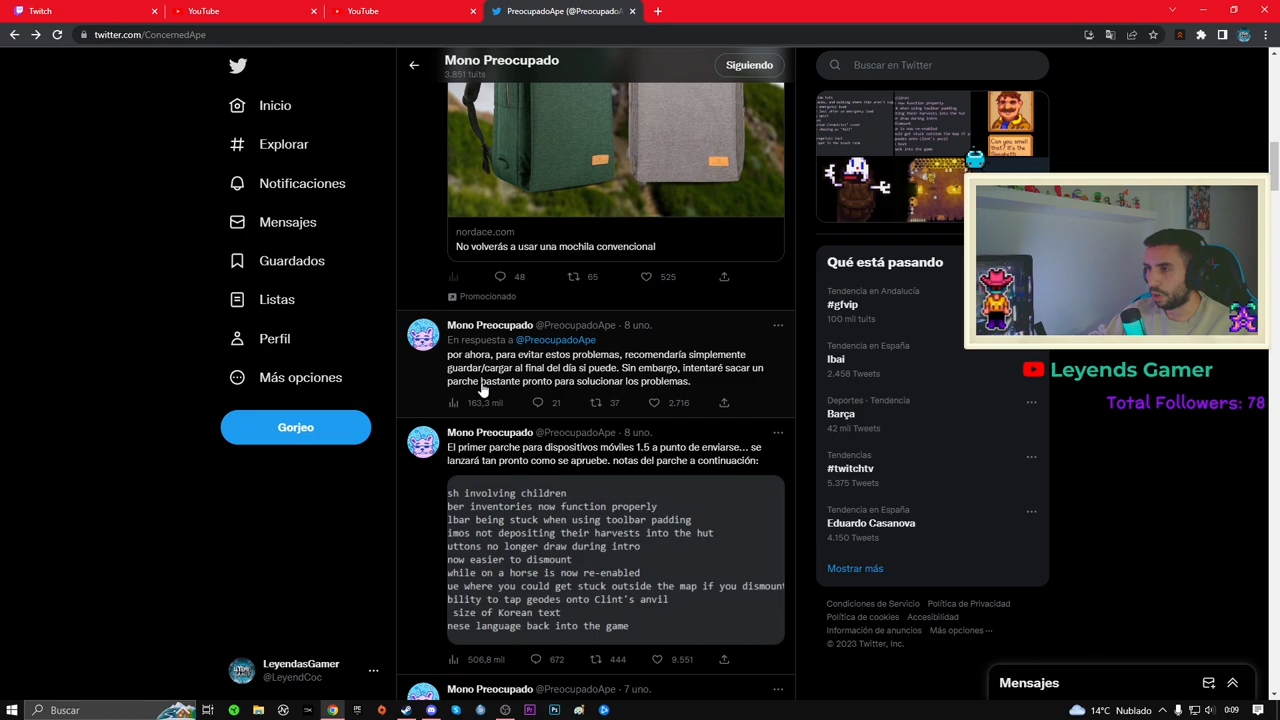 Twitch
YouTube
YouTube
PreocupadoApe (@Preocupado
twitter.com/ConcernedApe
Inicio
Explorar
Notificaciones
Mensajes
Guardados
Listas
Perfil
Más opciones
Gorjeo
LeyendasGamer
@LeyendCoc
Mono Preocupado
3.851 tuits
Siguiendo
nordace.com
No volverás a usar una mochila convencional
48 65 525
Promocionado
Mono Preocupado @PreocupadoApe · 8 uno.
En respuesta a @PreocupadoApe
por ahora, para evitar estos problemas, recomendaría simplemente
guardar/cargar al final del día si puede. Sin embargo, intentaré sacar un
parche bastante pronto para solucionar los problemas.
163,3 mil 21 37 2.716
Mono Preocupado @PreocupadoApe · 8 uno.
El primer parche para dispositivos móviles 1.5 a punto de enviarse... se
lanzará tan pronto como se apruebe. notas del parche a continuación:
sh involving children
ber inventories now function properly
lbar being stuck when using toolbar padding
imos not depositing their harvests into the hut
uttons no longer draw during intro
now easier to dismount
while on a horse is now re-enabled
ue where you could get stuck outside the map if you dismount
bility to tap geodes onto Clint's anvil
size of Korean text
nese language back into the game
506,8 mil 672 444 9.551
Mono Preocupado @PreocupadoApe · 7 uno.
Buscar en Twitter
Qué está pasando
Tendencia en Andalucía
#gfvip
100 mil tuits
Tendencia en España
Ibai
2.458 Tweets
Deportes · Tendencia
Barça
42 mil Tweets
Tendencias
#twitchtv
5.375 Tweets
Tendencia en España
Eduardo Casanova
4.150 Tweets
Mostrar más
Condiciones de Servicio Política de Privacidad
Política de cookies Accesibilidad
Información de anuncios Más opciones ···
© 2023 Twitter, Inc.
Leyends Gamer
Total Followers: 78
Mensajes
Buscar
14°C Nublado
0:09